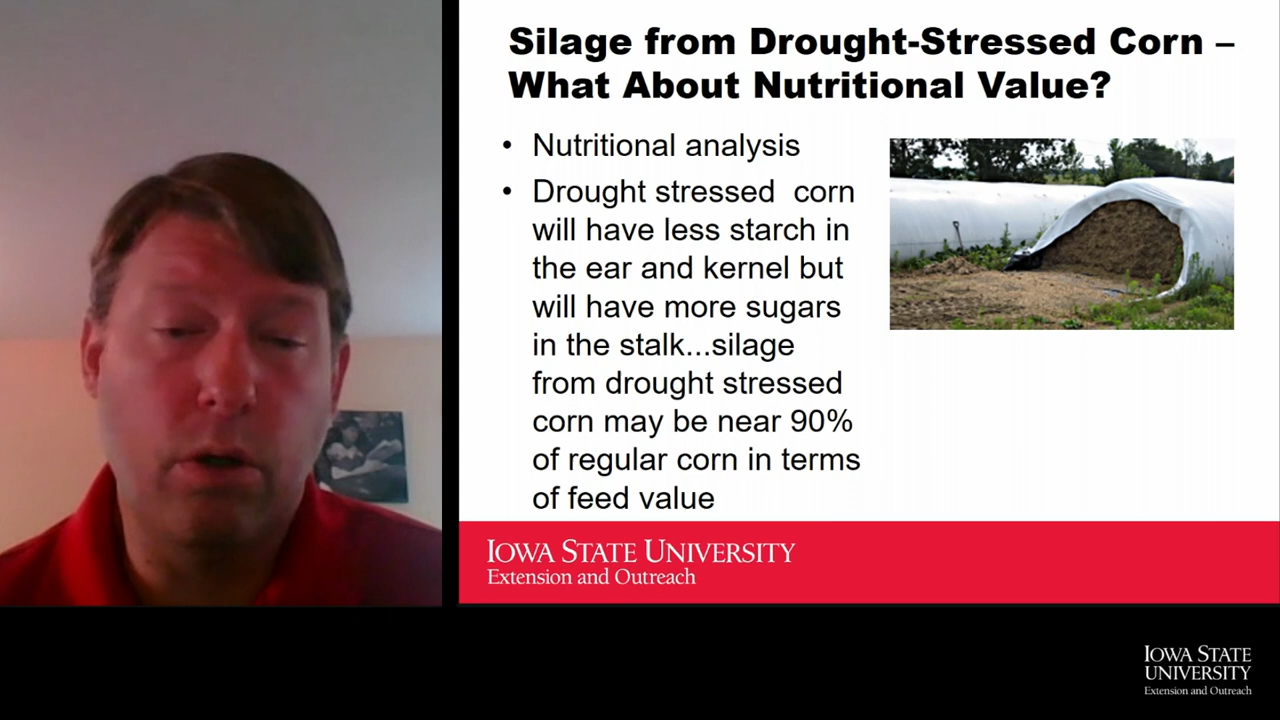 Silage from Drought-Stressed Corn –
What About Nutritional Value?
• Nutritional analysis
• Drought stressed  corn
will have less starch in
the ear and kernel but
will have more sugars
in the stalk...silage
from drought stressed
corn may be near 90%
of regular corn in terms
of feed value
IOWA STATE UNIVERSITY
Extension and Outreach
IOWA STATE
UNIVERSITY
Extension and Outreach